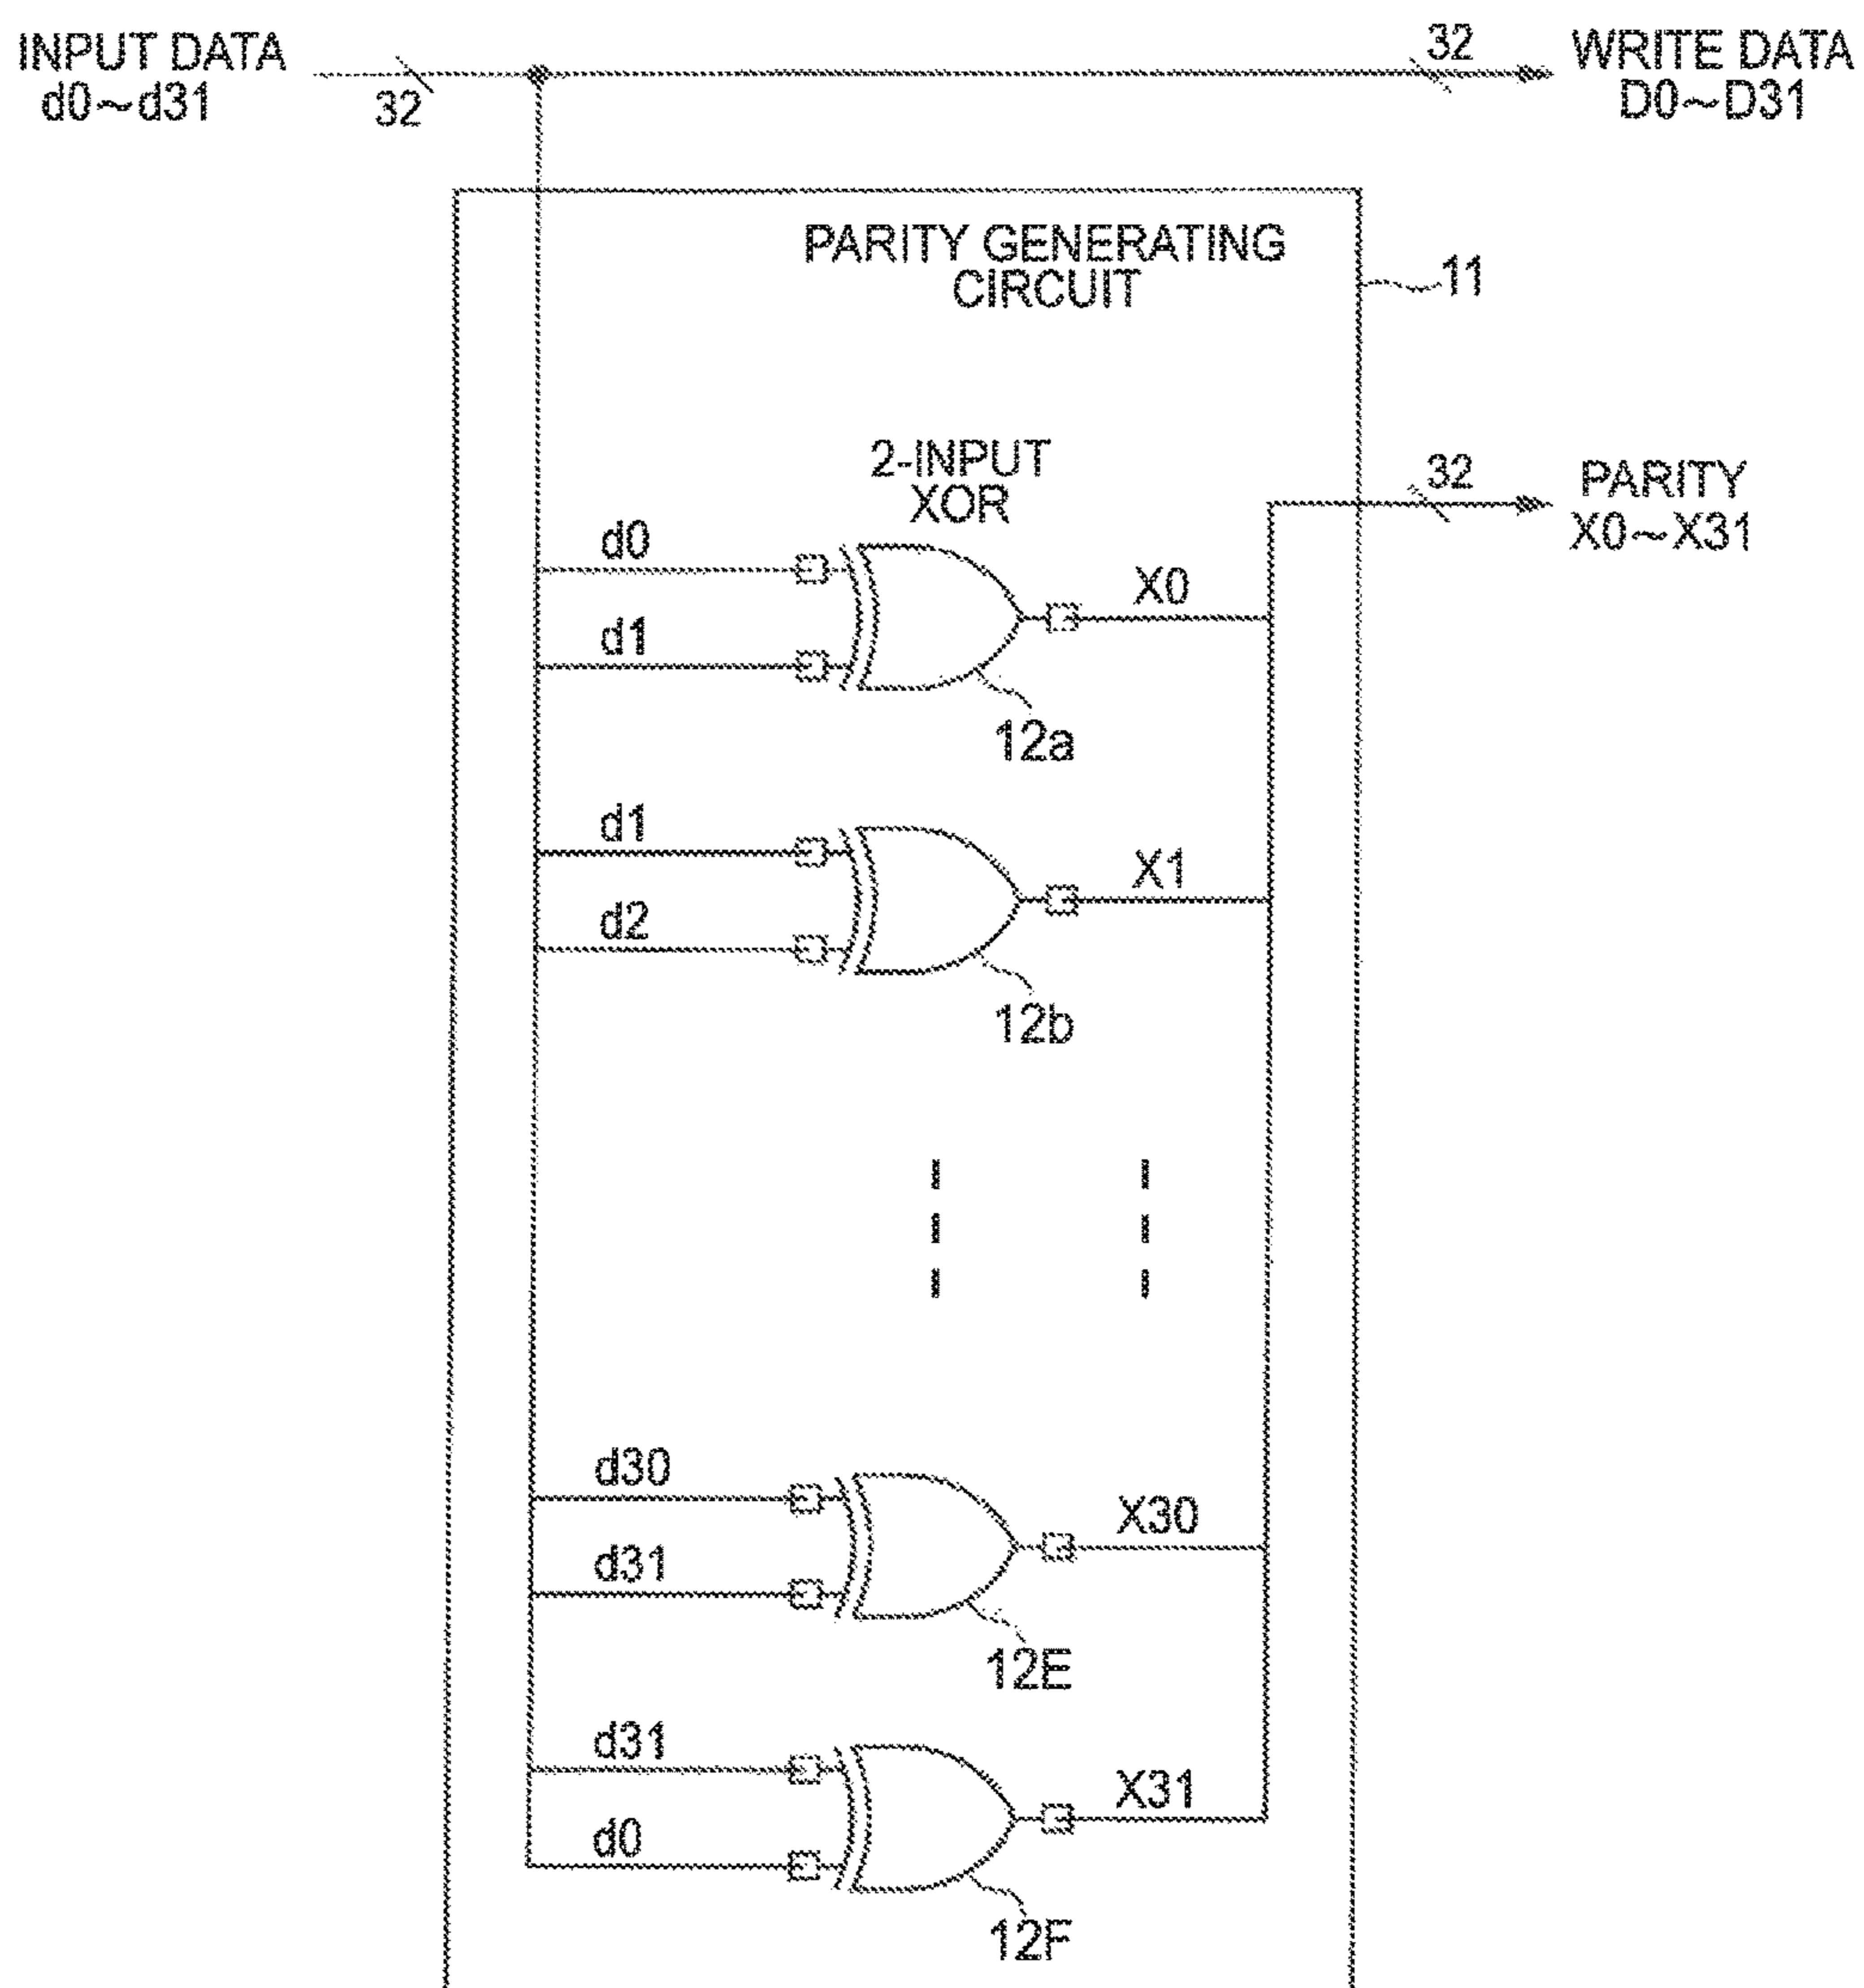 INPUT DATA
d0~d31
32
32
WRITE DATA
D0~D31
PARITY GENERATING
CIRCUIT
11
2-INPUT
XOR
32
PARITY
X0~X31
d0
d1
X0
12a
d1
d2
X1
12b
d30
d31
X30
12E
d31
d0
X31
12F